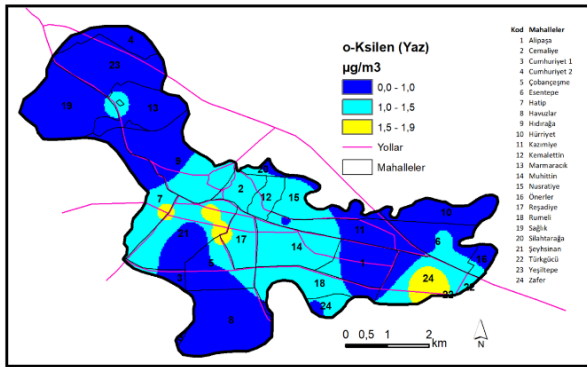 o-Ksilen (Yaz)
µg/m3
0,0 - 1,0
1,0 - 1,5
1,5 - 1,9
Yollar
Mahalleler
Kod Mahalleler
1 Alipaşa
2 Cemaliye
3 Cumhuriyet 1
4 Cumhuriyet 2
5 Çobançeşme
6 Esentepe
7 Hatip
8 Havuzlar
9 Hıdırağa
10 Hürriyet
11 Kazımiye
12 Kemalettin
13 Marmaracık
14 Muhittin
15 Nusratiye
16 Önerler
17 Reşadiye
18 Rumeli
19 Sağlık
20 Silahtarağa
21 Şeyhsinan
22 Türkgücü
23 Yeşiltepe
24 Zafer
4
23
19
13
9
20
2
12
15
7
21
17
14
11
10
6
16
1
5
3
18
24
24
22
23
8
0 0,5 1 2
km
N